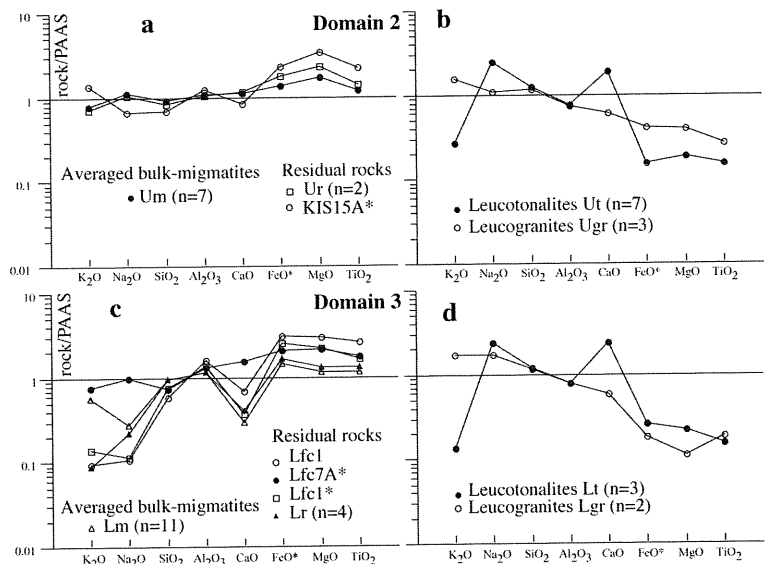 a
Domain 2
b
10
1
0.1
0.01
rock/PAAS
Averaged bulk-migmatites
Um (n=7)
Residual rocks
Ur (n=2)
KIS15A*
Leucotonalites Ut (n=7)
Leucogranites Ugr (n=3)
K2O Na2O SiO2 Al2O3 CaO FeO* MgO TiO2
K2O Na2O SiO2 Al2O3 CaO FeO* MgO TiO2
c
Domain 3
d
10
1
0.1
0.01
rock/PAAS
Residual rocks
Lfc1
Lfc7A*
Lfc1*
Lr (n=4)
Averaged bulk-migmatites
Lm (n=11)
Leucotonalites Lt (n=3)
Leucogranites Lgr (n=2)
K2O Na2O SiO2 Al2O3 CaO FeO* MgO TiO2
K2O Na2O SiO2 Al2O3 CaO FeO* MgO TiO2